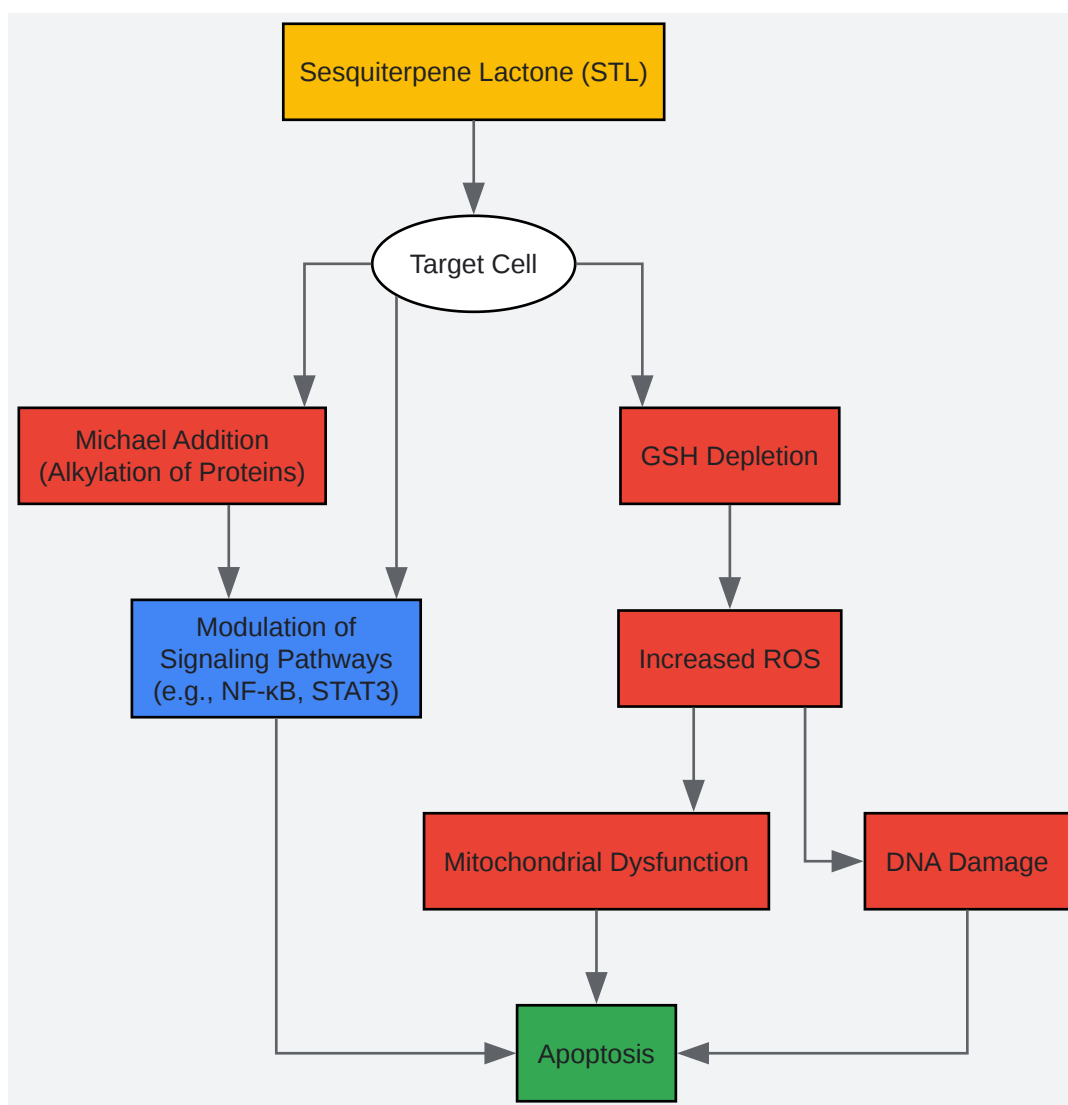 Sesquiterpene Lactone (STL)
Target Cell
Michael Addition
(Alkylation of Proteins)
GSH Depletion
Modulation of
Signaling Pathways
(e.g., NF-κB, STAT3)
Increased ROS
Mitochondrial Dysfunction
DNA Damage
Apoptosis